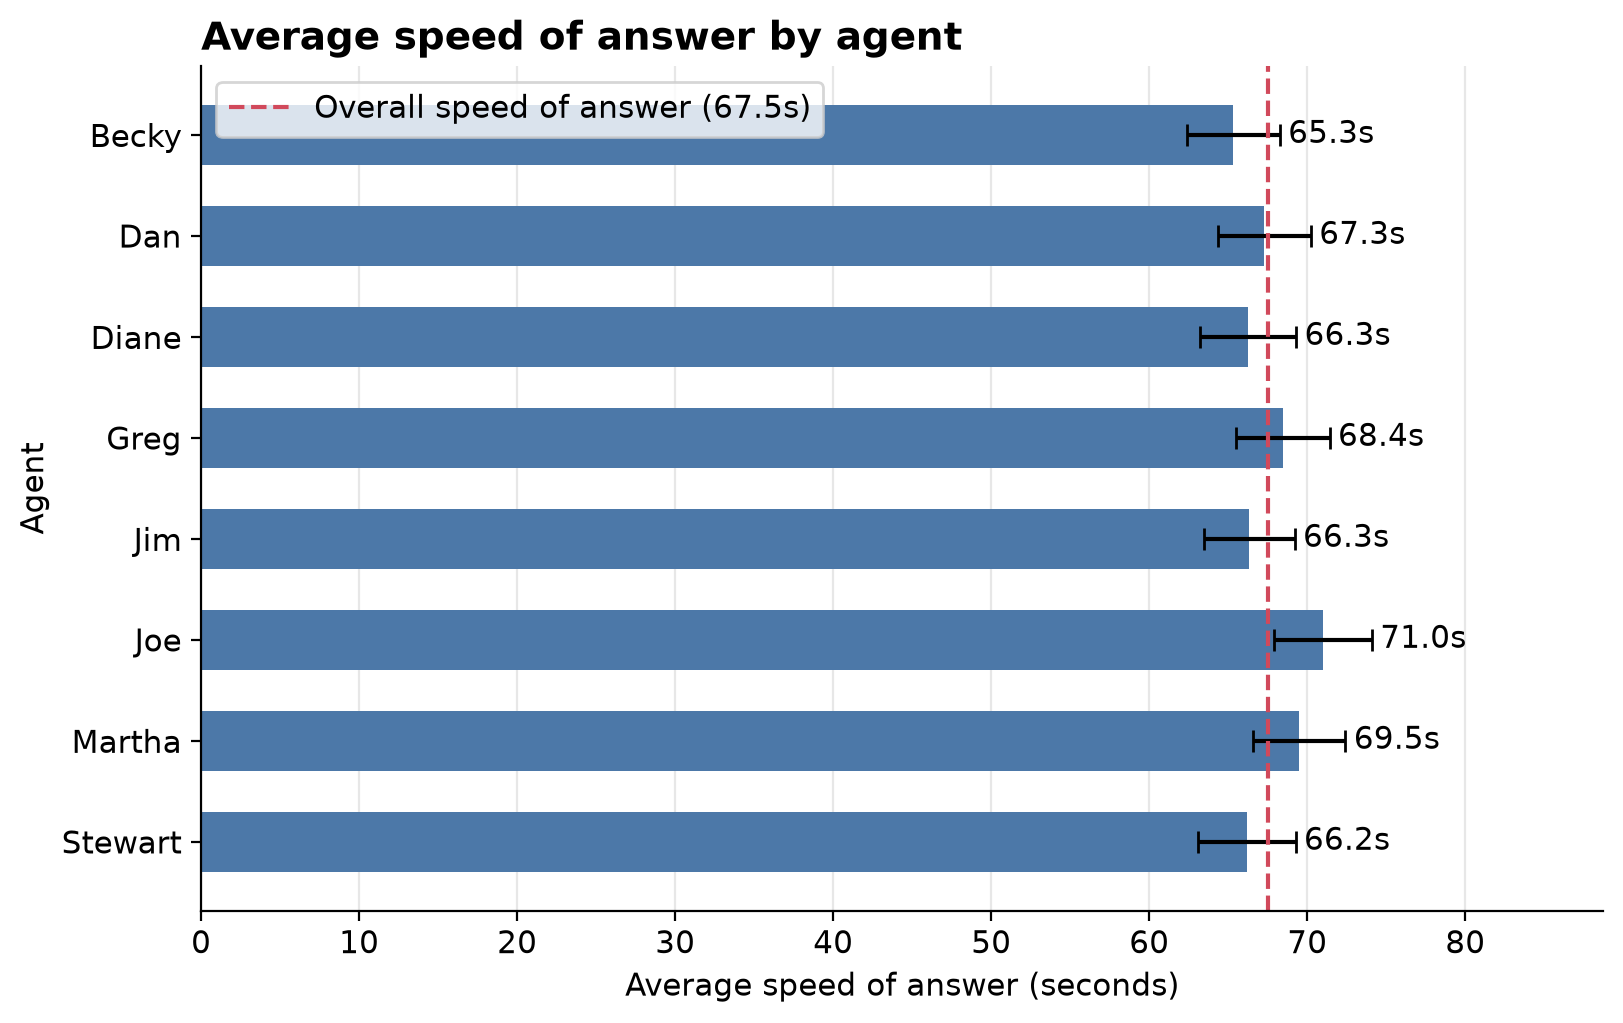 Average speed of answer by agent
Overall speed of answer (67.5s)
Becky
65.3s
Dan
67.3s
Diane
66.3s
Greg
68.4s
Jim
66.3s
Joe
71.0s
Martha
69.5s
Stewart
66.2s
Agent
0 10 20 30 40 50 60 70 80
Average speed of answer (seconds)